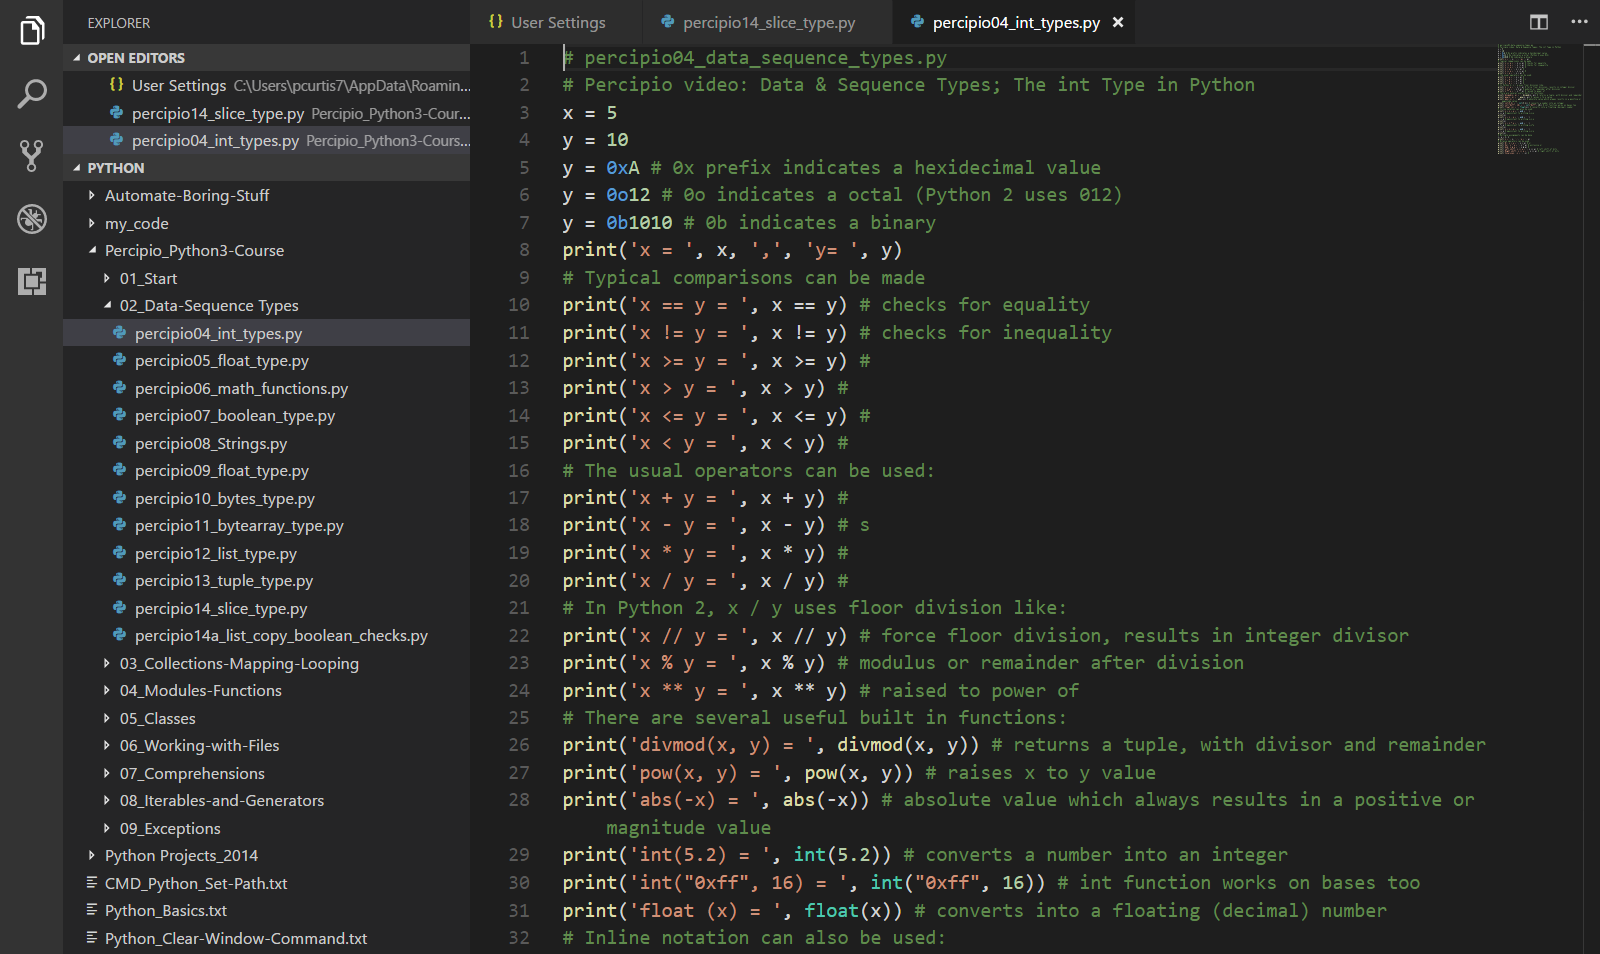 EXPLORER
OPEN EDITORS
{} User Settings C:\Users\pcurtis7\AppData\Roamin...
percipio14_slice_type.py Percipio_Python3-Cour...
percipio04_int_types.py Percipio_Python3-Cours...
PYTHON
Automate-Boring-Stuff
my_code
Percipio_Python3-Course
01_Start
02_Data-Sequence Types
percipio04_int_types.py
percipio05_float_type.py
percipio06_math_functions.py
percipio07_boolean_type.py
percipio08_Strings.py
percipio09_float_type.py
percipio10_bytes_type.py
percipio11_bytearray_type.py
percipio12_list_type.py
percipio13_tuple_type.py
percipio14_slice_type.py
percipio14a_list_copy_boolean_checks.py
03_Collections-Mapping-Looping
04_Modules-Functions
05_Classes
06_Working-with-Files
07_Comprehensions
08_Iterables-and-Generators
09_Exceptions
Python Projects_2014
CMD_Python_Set-Path.txt
Python_Basics.txt
Python_Clear-Window-Command.txt
{} User Settings percipio14_slice_type.py percipio04_int_types.py ×
1 # percipio04_data_sequence_types.py
2 # Percipio video: Data & Sequence Types; The int Type in Python
3 x = 5
4 y = 10
5 y = 0xA # 0x prefix indicates a hexidecimal value
6 y = 0o12 # 0o indicates a octal (Python 2 uses 012)
7 y = 0b1010 # 0b indicates a binary
8 print('x = ', x, ',', 'y= ', y)
9 # Typical comparisons can be made
10 print('x == y = ', x == y) # checks for equality
11 print('x != y = ', x != y) # checks for inequality
12 print('x >= y = ', x >= y) #
13 print('x > y = ', x > y) #
14 print('x <= y = ', x <= y) #
15 print('x < y = ', x < y) #
16 # The usual operators can be used:
17 print('x + y = ', x + y) #
18 print('x - y = ', x - y) # s
19 print('x * y = ', x * y) #
20 print('x / y = ', x / y) #
21 # In Python 2, x / y uses floor division like:
22 print('x // y = ', x // y) # force floor division, results in integer divisor
23 print('x % y = ', x % y) # modulus or remainder after division
24 print('x ** y = ', x ** y) # raised to power of
25 # There are several useful built in functions:
26 print('divmod(x, y) = ', divmod(x, y)) # returns a tuple, with divisor and remainder
27 print('pow(x, y) = ', pow(x, y)) # raises x to y value
28 print('abs(-x) = ', abs(-x)) # absolute value which always results in a positive or
magnitude value
29 print('int(5.2) = ', int(5.2)) # converts a number into an integer
30 print('int("0xff", 16) = ', int("0xff", 16)) # int function works on bases too
31 print('float (x) = ', float(x)) # converts into a floating (decimal) number
32 # Inline notation can also be used: